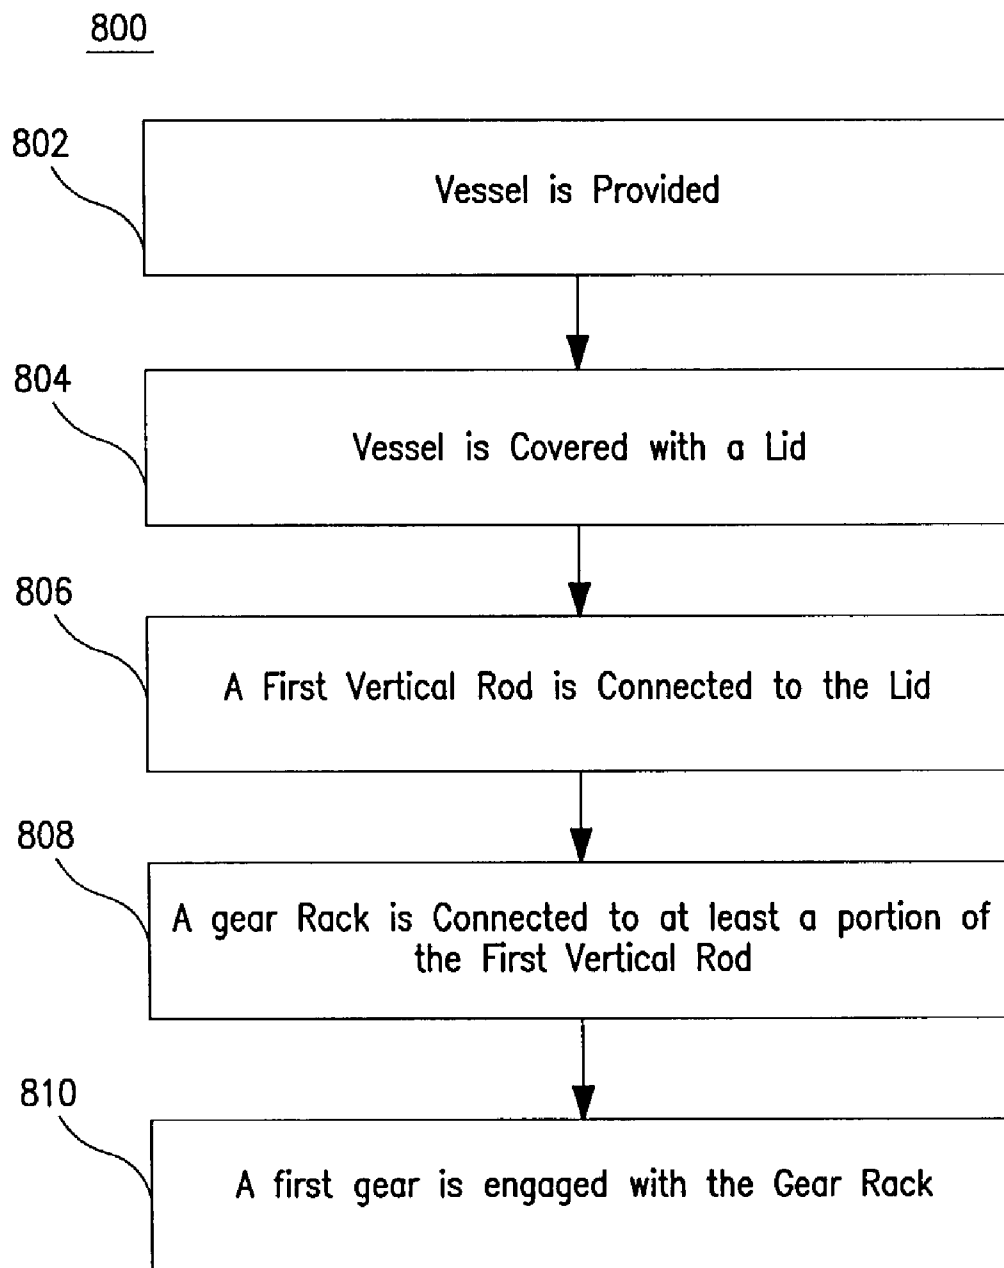 800
802
Vessel is Provided
804
Vessel is Covered with a Lid
806
A First Vertical Rod is Connected to the Lid
808
A gear Rack is Connected to at least a portion of
the First Vertical Rod
810
A first gear is engaged with the Gear Rack